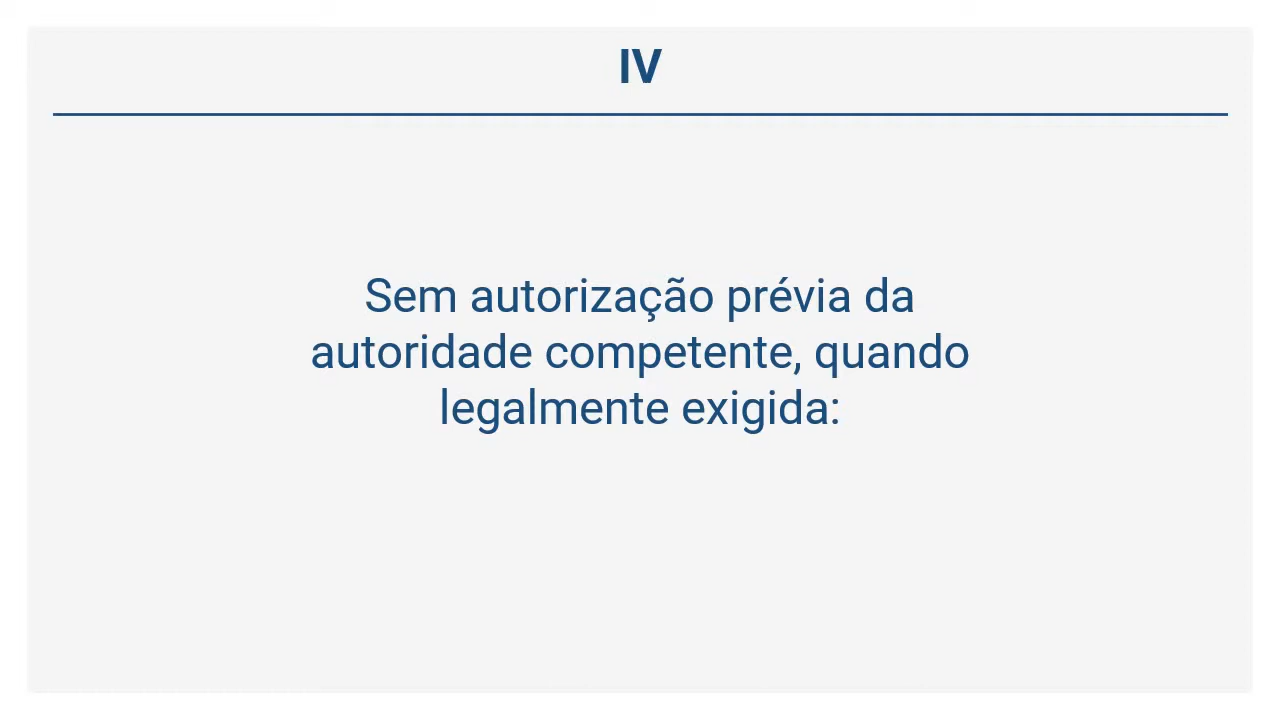 IV
Sem autorização prévia da
autoridade competente, quando
legalmente exigida: